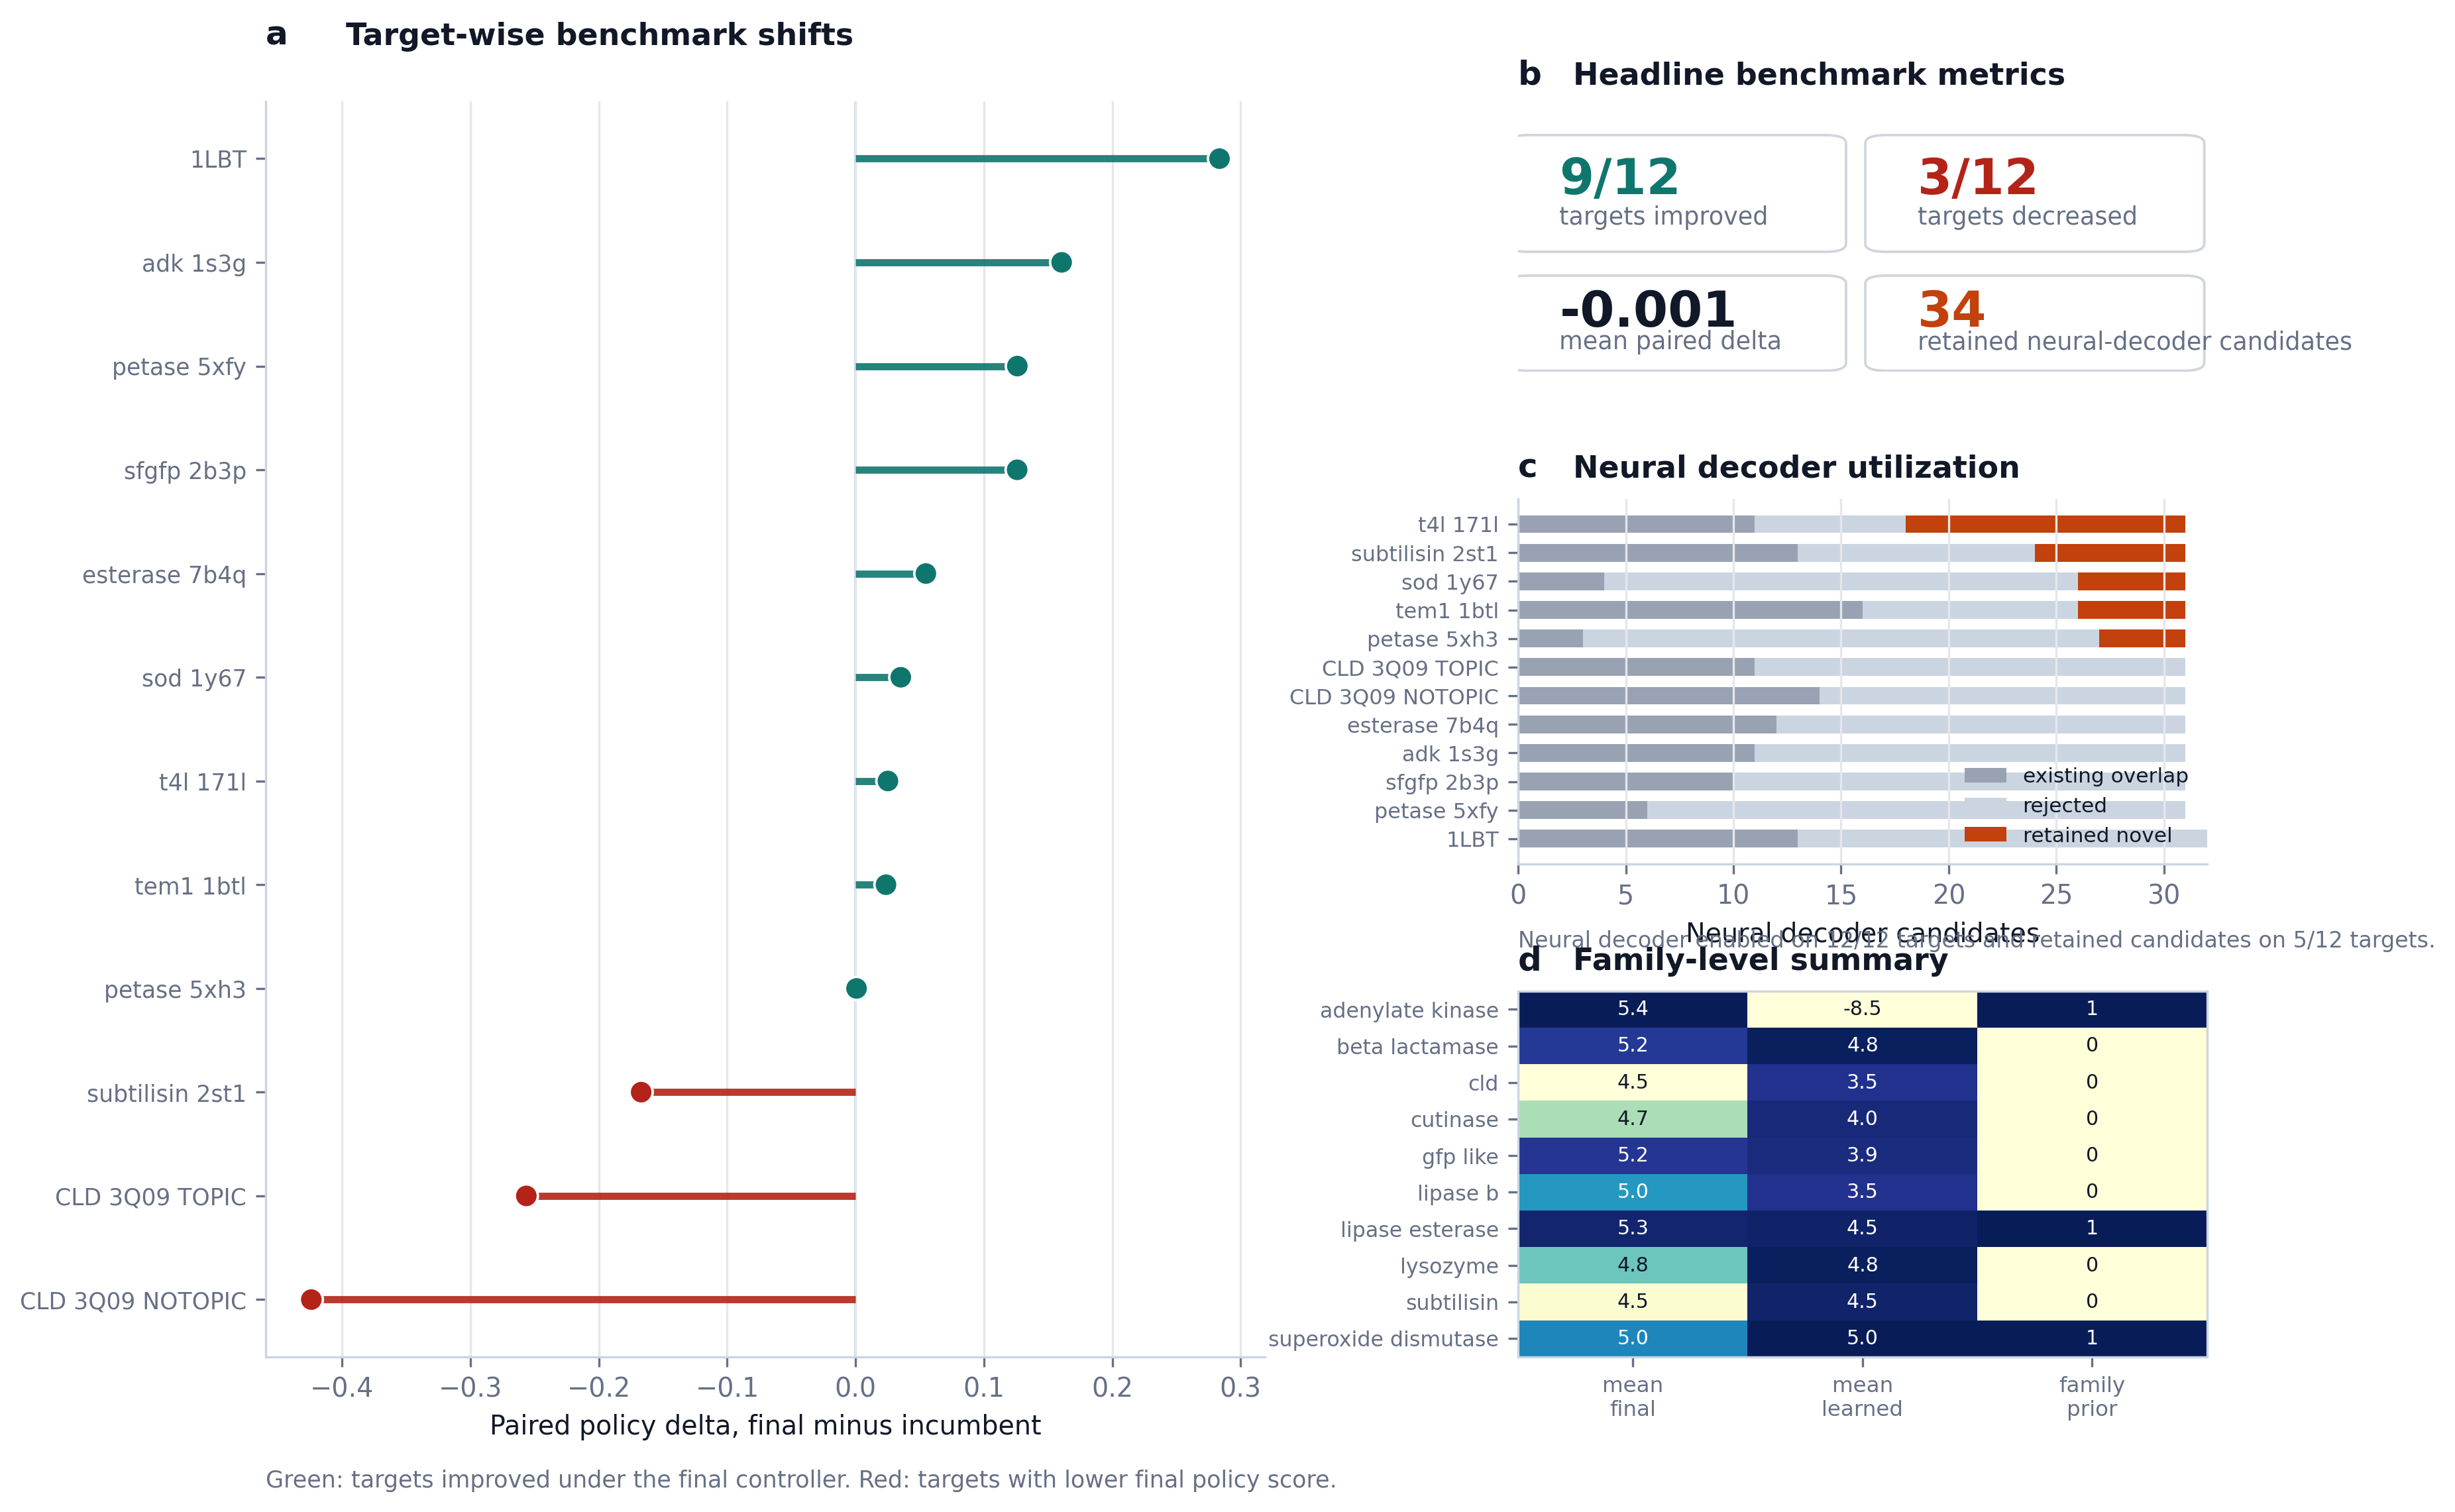 a Target-wise benchmark shifts
1LBT
adk 1s3g
petase 5xfy
sfgfp 2b3p
esterase 7b4q
sod 1y67
t4l 171l
tem1 1btl
petase 5xh3
subtilisin 2st1
CLD 3Q09 TOPIC
CLD 3Q09 NOTOPIC
−0.4 −0.3 −0.2 −0.1 0.0 0.1 0.2 0.3
Paired policy delta, final minus incumbent
Green: targets improved under the final controller. Red: targets with lower final policy score.
b Headline benchmark metrics
9/12
targets improved
3/12
targets decreased
-0.001
mean paired delta
34
retained neural-decoder candidates
c Neural decoder utilization
t4l 171l
subtilisin 2st1
sod 1y67
tem1 1btl
petase 5xh3
CLD 3Q09 TOPIC
CLD 3Q09 NOTOPIC
esterase 7b4q
adk 1s3g
sfgfp 2b3p
petase 5xfy
1LBT
existing overlap
rejected
retained novel
0 5 10 15 20 25 30
Neural decoder candidates
Neural decoder enabled on 12/12 targets and retained candidates on 5/12 targets.
d Family-level summary
adenylate kinase 5.4 -8.5 1
beta lactamase 5.2 4.8 0
cld 4.5 3.5 0
cutinase 4.7 4.0 0
gfp like 5.2 3.9 0
lipase b 5.0 3.5 0
lipase esterase 5.3 4.5 1
lysozyme 4.8 4.8 0
subtilisin 4.5 4.5 0
superoxide dismutase 5.0 5.0 1
mean final
mean learned
family prior